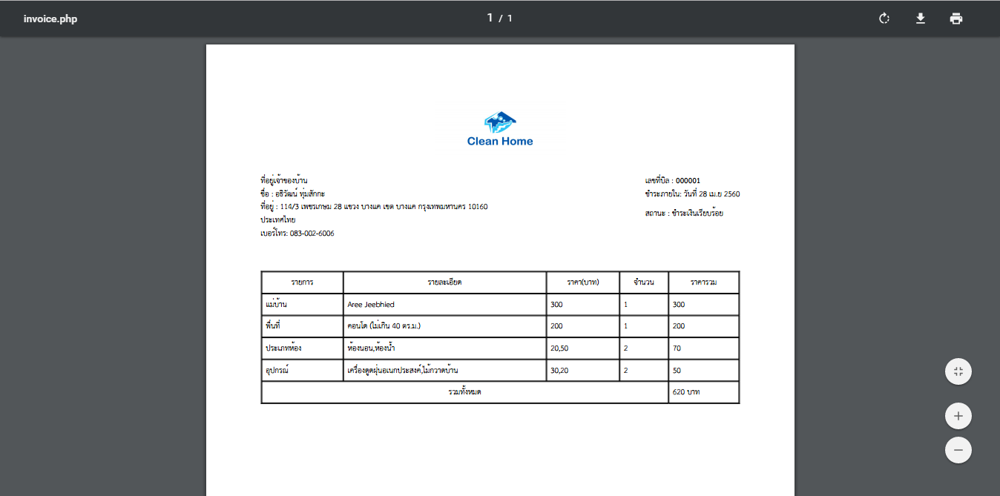 invoice.php
1 / 1
Clean Home
ที่อยู่เจ้าของบ้าน
ชื่อ : อธิวัฒน์ ทุ่มสักกะ
ที่อยู่ : 114/3 เพชรเกษม 28 แขวง บางแค เขต บางแค กรุงเทพมหานคร 10160
ประเทศไทย
เบอร์โทร: 083-002-6006
เลขที่บิล : 000001
ชำระภายใน: วันที่ 28 เม.ย 2560
สถานะ : ชำระเงินเรียบร้อย
รายการ รายละเอียด ราคา(บาท) จำนวน ราคารวม
แม่บ้าน Aree Jeebhied 300 1 300
พื้นที่ คอนโด (ไม่เกิน 40 ตร.ม.) 200 1 200
ประเภทห้อง ห้องนอน,ห้องน้ำ 20,50 2 70
อุปกรณ์ เครื่องดูดฝุ่นอเนกประสงค์,ไม้กวาดบ้าน 30,20 2 50
รวมทั้งหมด 620 บาท